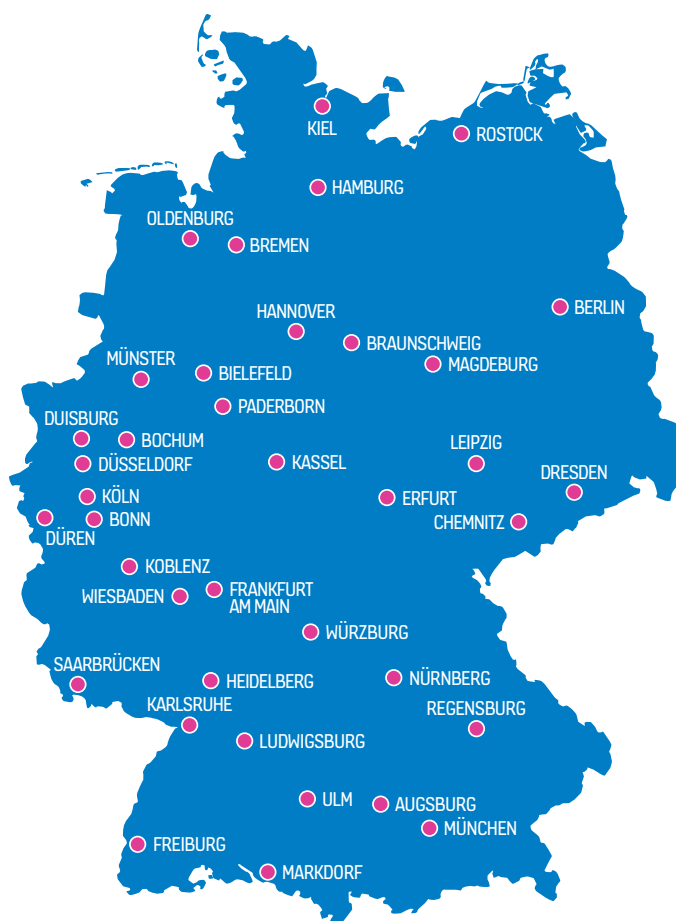 KIEL
ROSTOCK
HAMBURG
OLDENBURG
BREMEN
BERLIN
HANNOVER
BRAUNSCHWEIG
MÜNSTER
BIELEFELD
MAGDEBURG
PADERBORN
DUISBURG
BOCHUM
LEIPZIG
DÜSSELDORF
KASSEL
DRESDEN
KÖLN
ERFURT
BONN
CHEMNITZ
DÜREN
KOBLENZ
WIESBADEN
FRANKFURT
AM MAIN
WÜRZBURG
SAARBRÜCKEN
HEIDELBERG
NÜRNBERG
KARLSRUHE
REGENSBURG
LUDWIGSBURG
ULM
AUGSBURG
MÜNCHEN
FREIBURG
MARKDORF